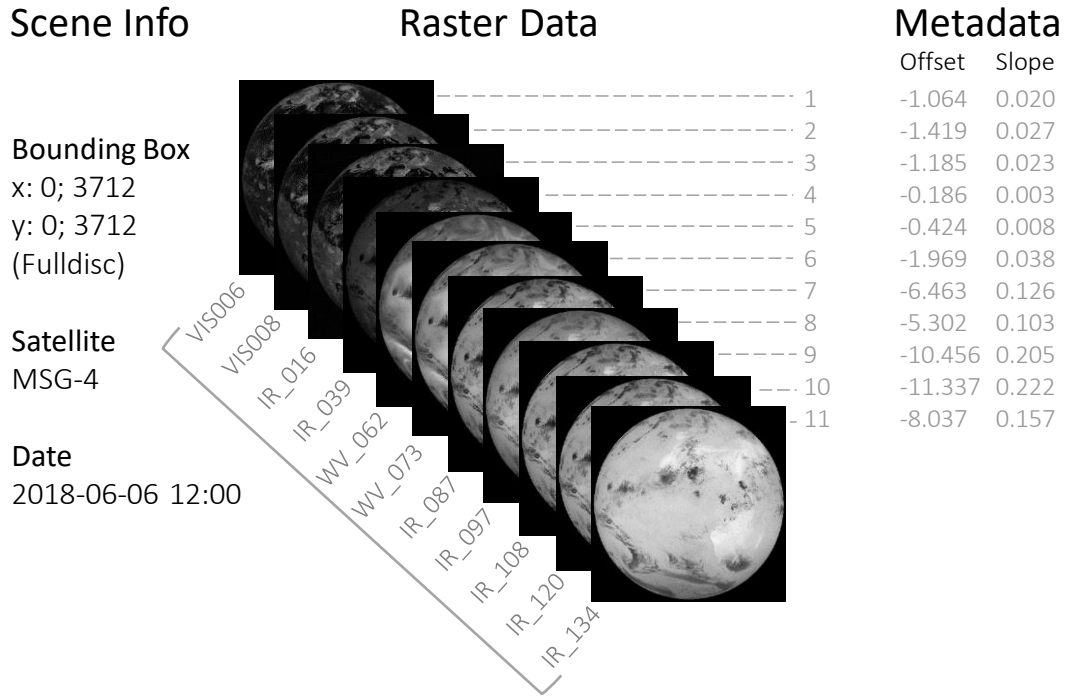 Scene Info
Raster Data
Metadata
Offset Slope
Bounding Box
x: 0; 3712
y: 0; 3712
(Fulldisc)
Satellite
MSG-4
Date
2018-06-06 12:00
VIS006
VIS008
IR_016
IR_039
WV_062
WV_073
IR_087
IR_097
IR_108
IR_120
IR_134
1 -1.064 0.020
2 -1.419 0.027
3 -1.185 0.023
4 -0.186 0.003
5 -0.424 0.008
6 -1.969 0.038
7 -6.463 0.126
8 -5.302 0.103
9 -10.456 0.205
10 -11.337 0.222
11 -8.037 0.157